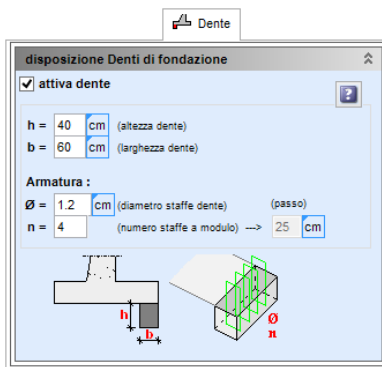 Dente
disposizione Denti di fondazione
attiva dente
?
h = 40 cm (altezza dente)
b = 60 cm (larghezza dente)
Armatura :
Ø = 1.2 cm (diametro staffe dente) (passo)
n = 4 (numero staffe a modulo) ---> 25 cm
h
b
Ø
n